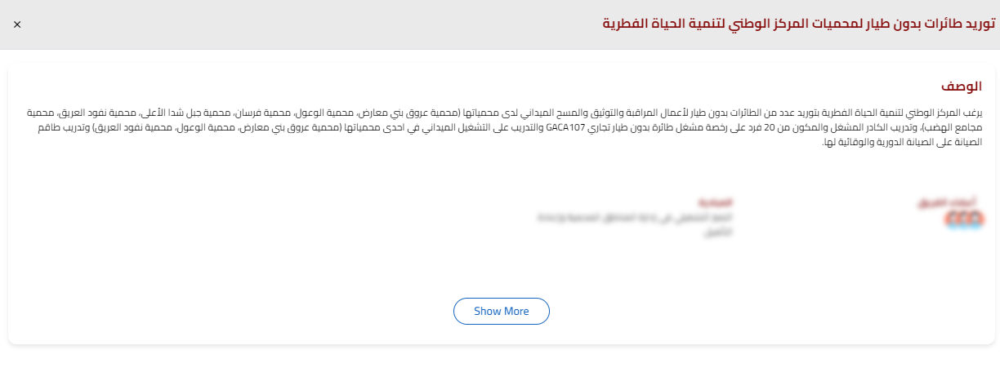 توريد طائرات بدون طيار لمحميات المركز الوطني لتنمية الحياة الفطرية
×
الوصف
يرغب المركز الوطني لتنمية الحياة الفطرية بتوريد عدد من الطائرات بدون طيار لأعمال المراقبة والتوثيق والمسح الميداني لدى محمياتها (محمية عروق بني معارض، محمية الوعول، محمية فرسان، محمية جبل شدا الأعلى، محمية نفود العريق، محمية
مجامع الهضب)، وتدريب الكادر المشغل والمكون من 20 فرد على رخصة مشغل طائرة بدون طيار تجاري GACA107 والتدريب على التشغيل الميداني في احدى محمياتها (محمية عروق بني معارض، محمية الوعول، محمية نفود العريق) وتدريب طاقم
الصيانة على الصيانة الدورية والوقائية لها.
أعضاء الفريق
المبادرة
Show More